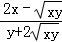 2x - √xy
y+2√xy